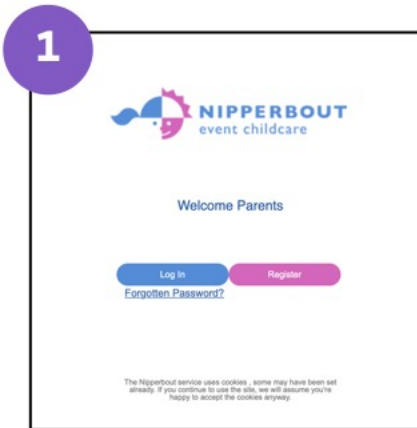 1
NIPPERBOUT
event childcare
Welcome Parents
Log In
Register
Forgotten Password?
The Nipperbout service uses cookies , some may have been set
already. If you continue to use the site, we will assume you're
happy to accept the cookies anyway.